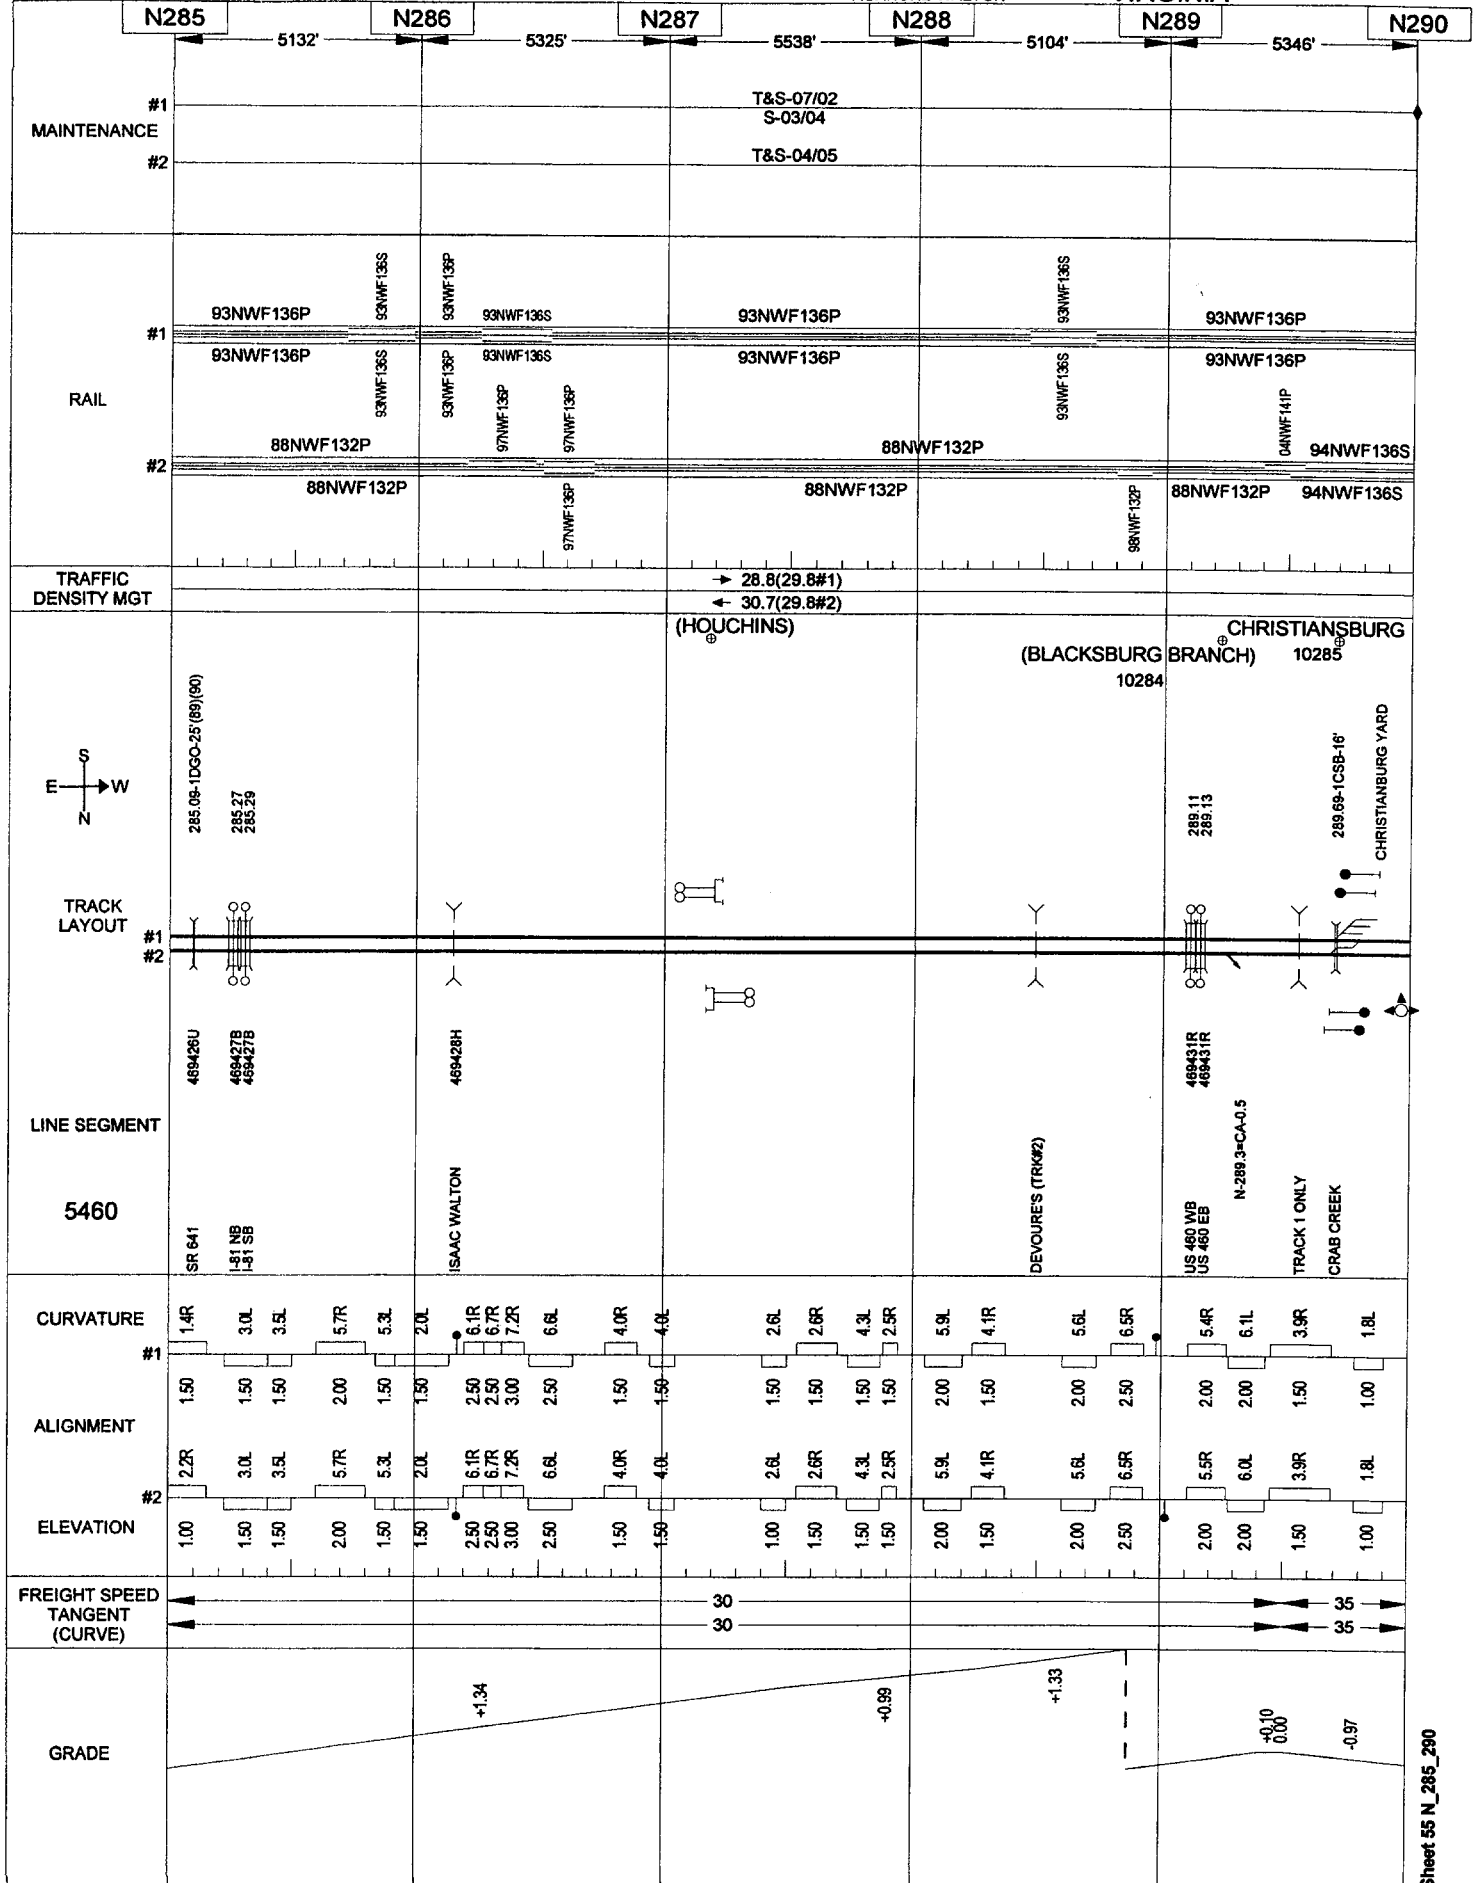 N285 N286 N287 N288 N289 N290
5132' 5325' 5538' 5104' 5346'
MAINTENANCE
#1
T&S-07/02
S-03/04
#2
T&S-04/05
RAIL
93NWF136S 93NWF136P 93NWF136S
93NWF136P 93NWF136S 93NWF136P 93NWF136P
#1
93NWF136P 93NWF136S 93NWF136P 93NWF136P
93NWF136S 93NWF136P 93NWF136S
97NWF136P 97NWF136P 04NWF141P
88NWF132P 88NWF132P 94NWF136S
#2
88NWF132P 88NWF132P 88NWF132P 94NWF136S
97NWF136P 98NWF132P
TRAFFIC
DENSITY MGT
28.8(29.8#1)
30.7(29.8#2)
(HOUCHINS)
CHRISTIANSBURG
(BLACKSBURG BRANCH) 10285
10284
S
E W
N
285.09-1DGO-25'(89)(90)
285.27
285.29
289.11
289.13
289.69-1CSB-16'
CHRISTIANBURG YARD
TRACK
LAYOUT
#1
#2
469426U
469427B
469427B
469428H
469431R
469431R
LINE SEGMENT
5460
SR 641
I-81 NB
I-81 SB
ISAAC WALTON
DEVOURE'S (TRK#2)
US 460 WB
US 460 EB
N-289.3=CA-0.5
TRACK 1 ONLY
CRAB CREEK
CURVATURE
1.4R 3.0L 3.5L 5.7R 5.3L 2.0L 6.1R 6.7R 7.2R 6.6L 4.0R 4.0L 2.6L 2.6R 4.3L 2.5R 5.9L 4.1R 5.6L 6.5R 5.4R 6.1L 3.9R 1.8L
#1
1.50 1.50 1.50 2.00 1.50 1.50 2.50 2.50 3.00 2.50 1.50 1.50 1.50 1.50 1.50 1.50 2.00 1.50 2.00 2.50 2.00 2.00 1.50 1.00
ALIGNMENT
2.2R 3.0L 3.5L 5.7R 5.3L 2.0L 6.1R 6.7R 7.2R 6.6L 4.0R 4.0L 2.6L 2.6R 4.3L 2.5R 5.9L 4.1R 5.6L 6.5R 5.5R 6.0L 3.9R 1.8L
#2
ELEVATION
1.00 1.50 1.50 2.00 1.50 1.50 2.50 2.50 3.00 2.50 1.50 1.50 1.00 1.50 1.50 1.50 2.00 1.50 2.00 2.50 2.00 2.00 1.50 1.00
FREIGHT SPEED
TANGENT
(CURVE)
30 35
30 35
GRADE
+1.34
+0.99
+1.33
+0.10
0.00
-0.97
Sheet 55 N_285_290